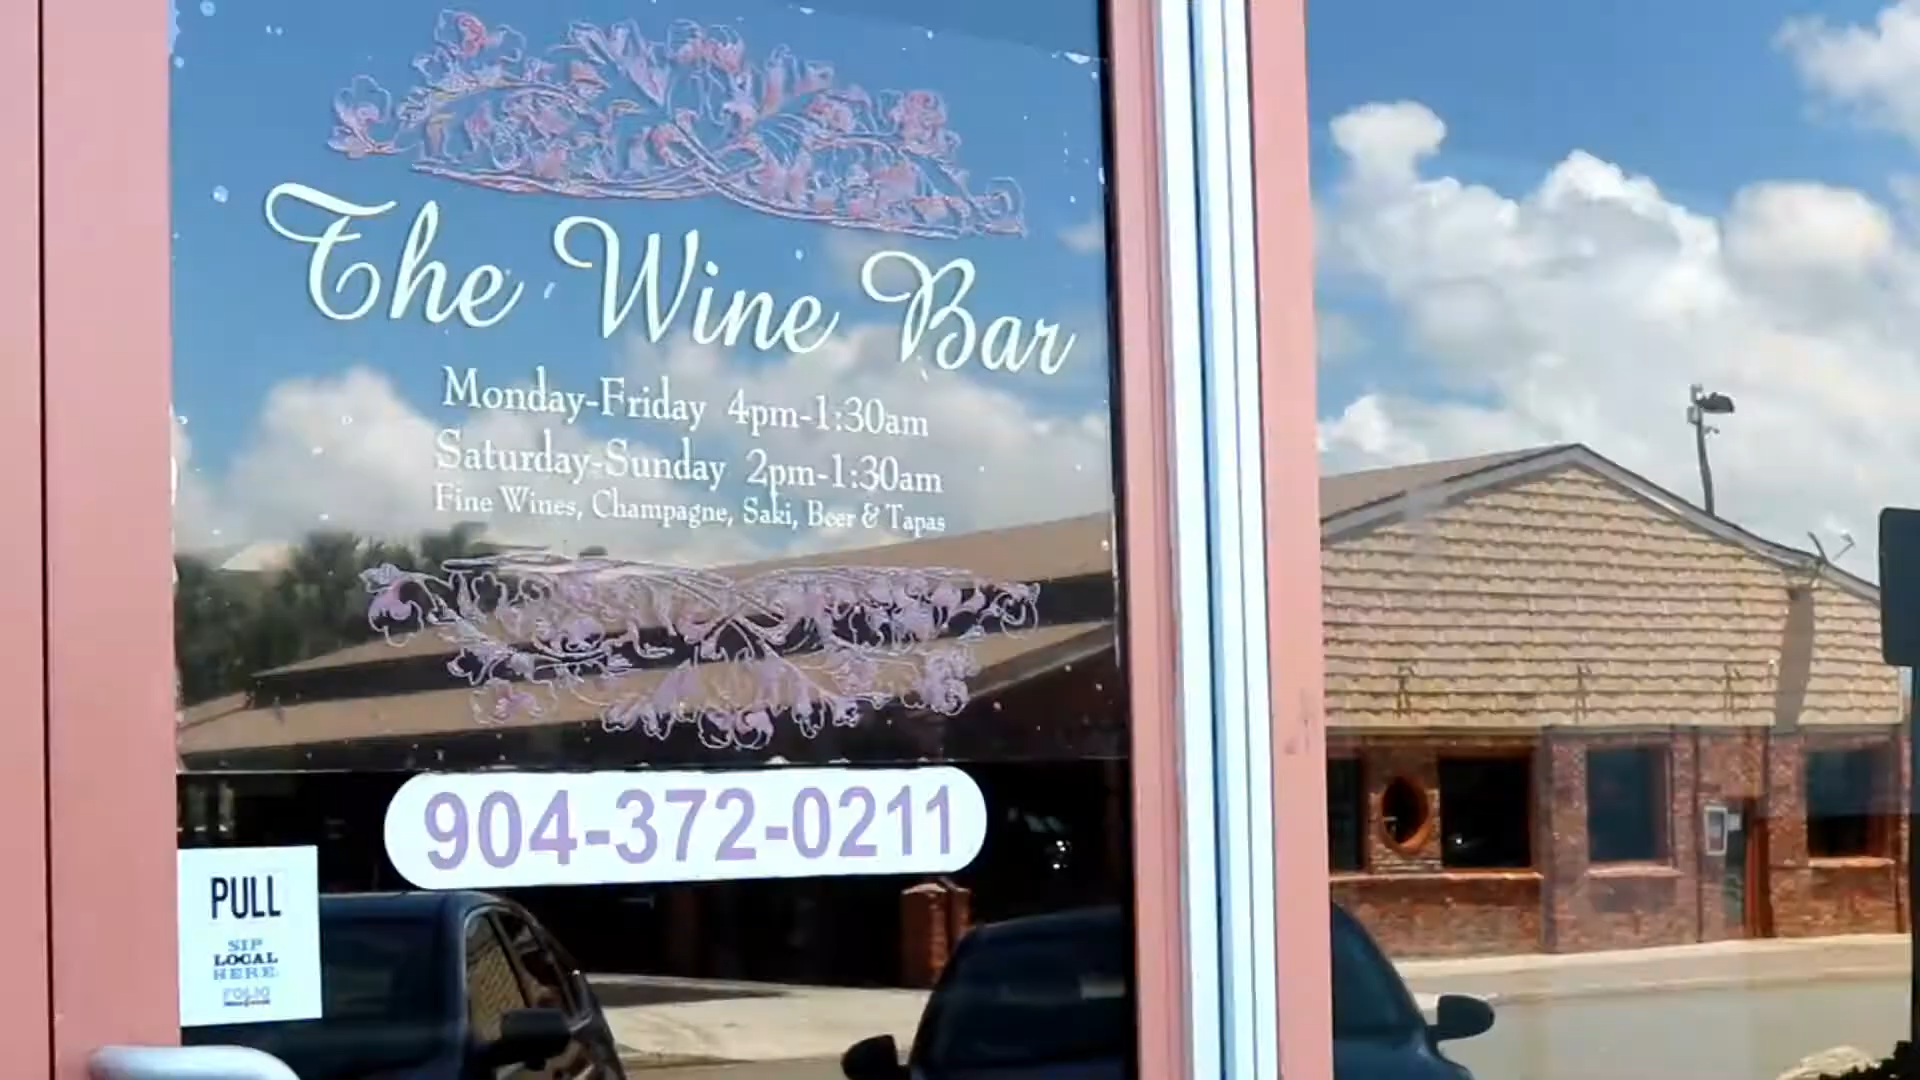 The Wine Bar
Monday-Friday 4pm-1:30am
Saturday-Sunday 2pm-1:30am
Fine Wines, Champagne, Saki, Beer & Tapas
904-372-0211
PULL
SIP
LOCAL
HERE
FOLIO